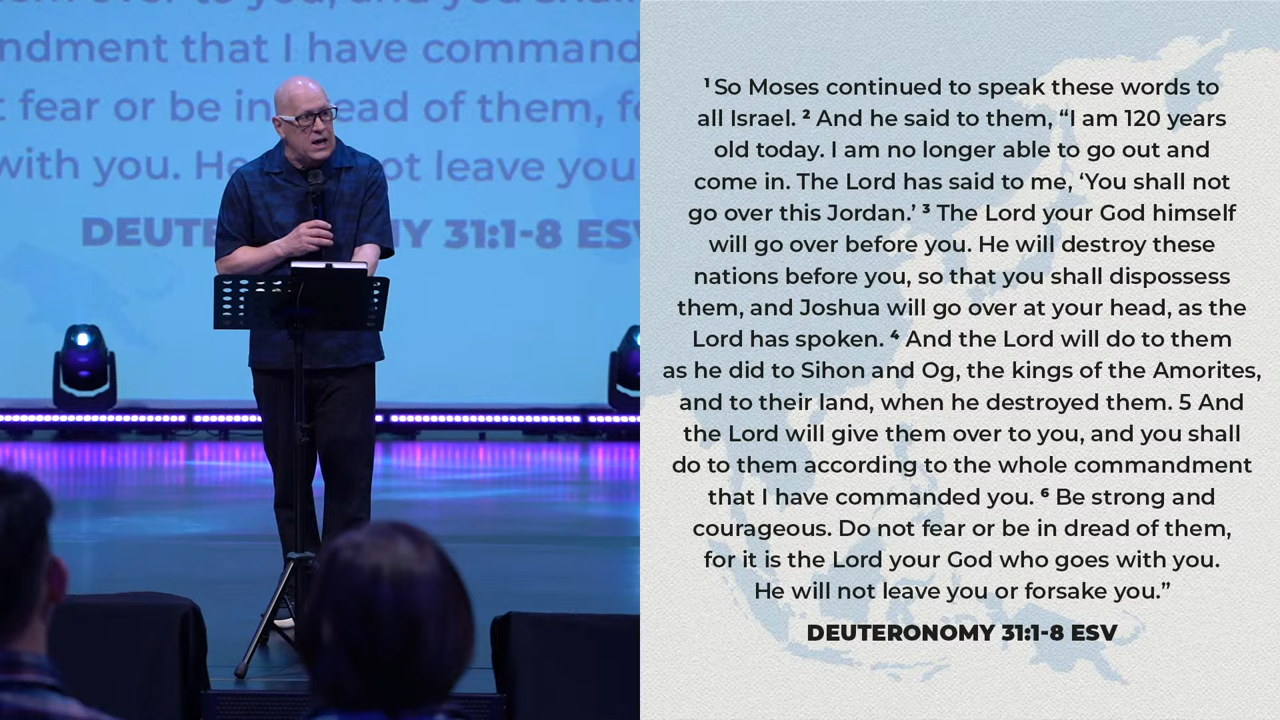 over to you, and you
ndment that I have command
fear or be in ead of them,
with you. He not leave you
DEUTE MY 31:1-8 ESV
¹ So Moses continued to speak these words to
all Israel. ² And he said to them, “I am 120 years
old today. I am no longer able to go out and
come in. The Lord has said to me, ‘You shall not
go over this Jordan.’ ³ The Lord your God himself
will go over before you. He will destroy these
nations before you, so that you shall dispossess
them, and Joshua will go over at your head, as the
Lord has spoken. ⁴ And the Lord will do to them
as he did to Sihon and Og, the kings of the Amorites,
and to their land, when he destroyed them. 5 And
the Lord will give them over to you, and you shall
do to them according to the whole commandment
that I have commanded you. ⁶ Be strong and
courageous. Do not fear or be in dread of them,
for it is the Lord your God who goes with you.
He will not leave you or forsake you.”
DEUTERONOMY 31:1-8 ESV